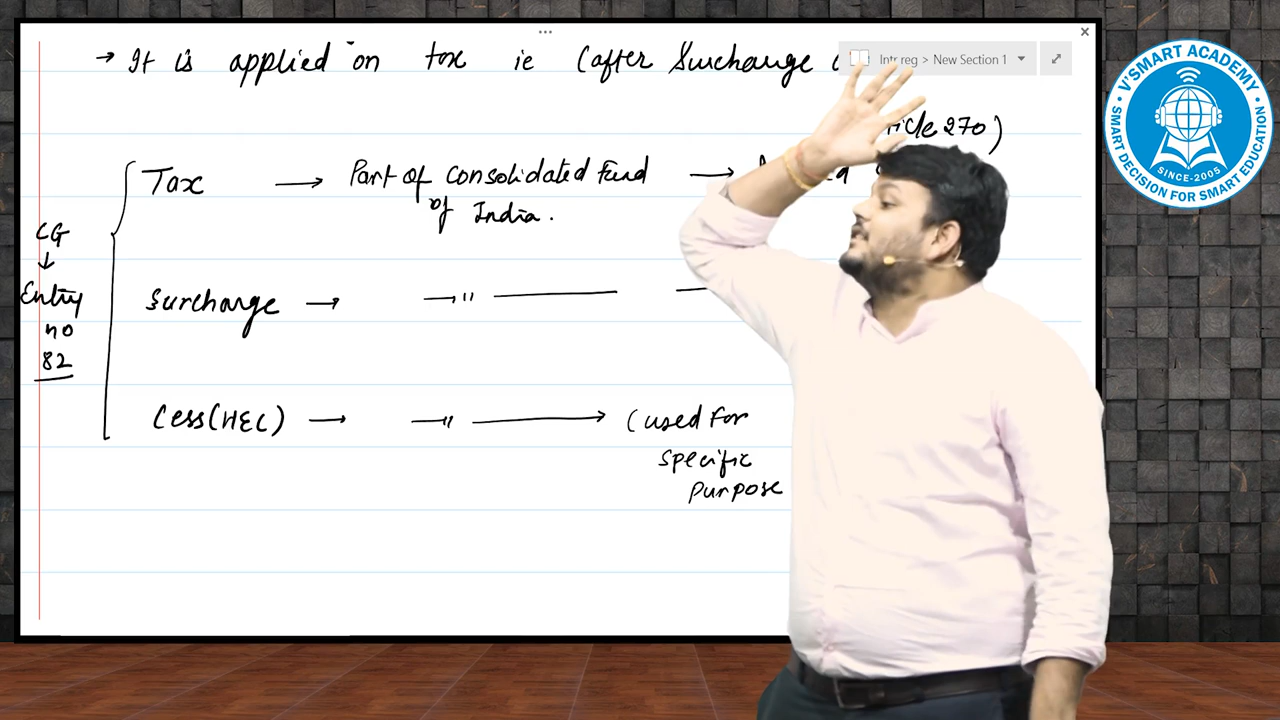 → It is applied on tax ie (after Surcharge
Intr reg > New Section 1
icle 270)
Tax → Part of Consolidated Fund →
of India.
CG
↓
Entry
no
82
Surcharge → —"—
Cess(HEC) → —"—→ (used for
specific
purpose
V'SMART ACADEMY
SINCE-2005
• SMART DECISION FOR SMART EDUCATION •